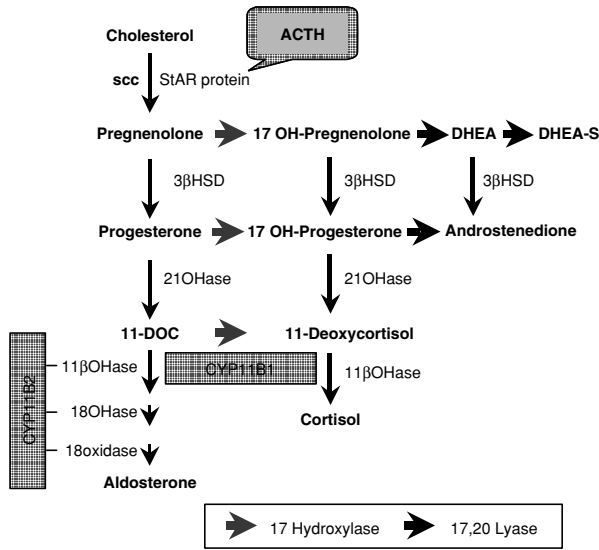 Cholesterol
ACTH
scc StAR protein
Pregnenolone 17 OH-Pregnenolone DHEA DHEA-S
3βHSD 3βHSD 3βHSD
Progesterone 17 OH-Progesterone Androstenedione
21OHase 21OHase
11-DOC 11-Deoxycortisol
CYP11B2
11βOHase CYP11B1 11βOHase
18OHase Cortisol
18oxidase
Aldosterone
17 Hydroxylase 17,20 Lyase